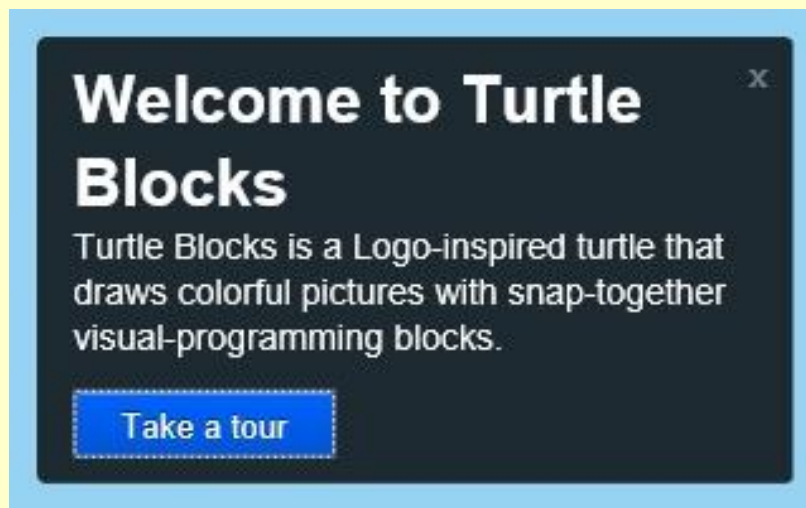 Welcome to Turtle
x
Blocks
Turtle Blocks is a Logo-inspired turtle that
draws colorful pictures with snap-together
visual-programming blocks.
Take a tour